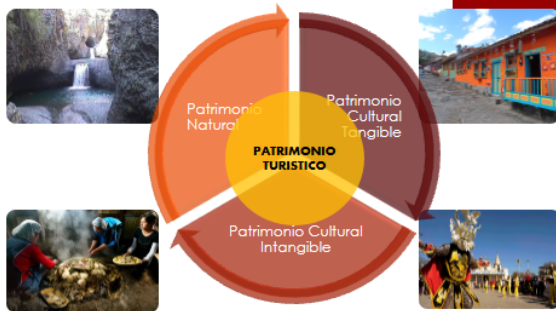 Patrimonio
Natural
Patrimonio
Cultural
Tangible
PATRIMONIO
TURISTICO
Patrimonio Cultural
Intangible